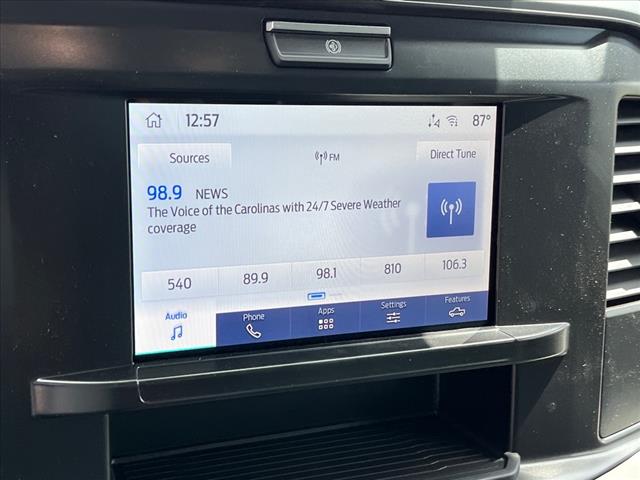 12:57 87°
Sources FM Direct Tune
98.9 NEWS
The Voice of the Carolinas with 24/7 Severe Weather
coverage
540 89.9 98.1 810 106.3
Audio Phone Apps Settings Features